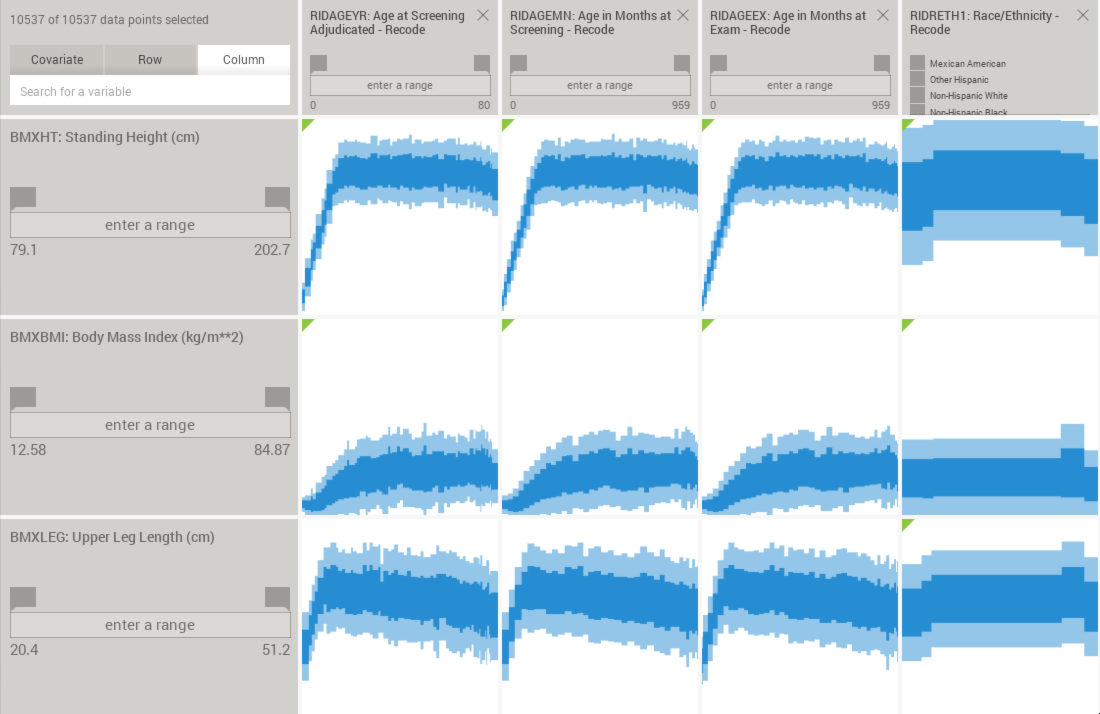 10537 of 10537 data points selected
Covariate Row Column
Search for a variable
RIDAGEYR: Age at Screening
Adjudicated - Recode
enter a range
0 80
RIDAGEMN: Age in Months at
Screening - Recode
enter a range
0 959
RIDAGEEX: Age in Months at
Exam - Recode
enter a range
0 959
RIDRETH1: Race/Ethnicity -
Recode
Mexican American
Other Hispanic
Non-Hispanic White
Non-Hispanic Black
BMXHT: Standing Height (cm)
enter a range
79.1 202.7
BMXBMI: Body Mass Index (kg/m**2)
enter a range
12.58 84.87
BMXLEG: Upper Leg Length (cm)
enter a range
20.4 51.2